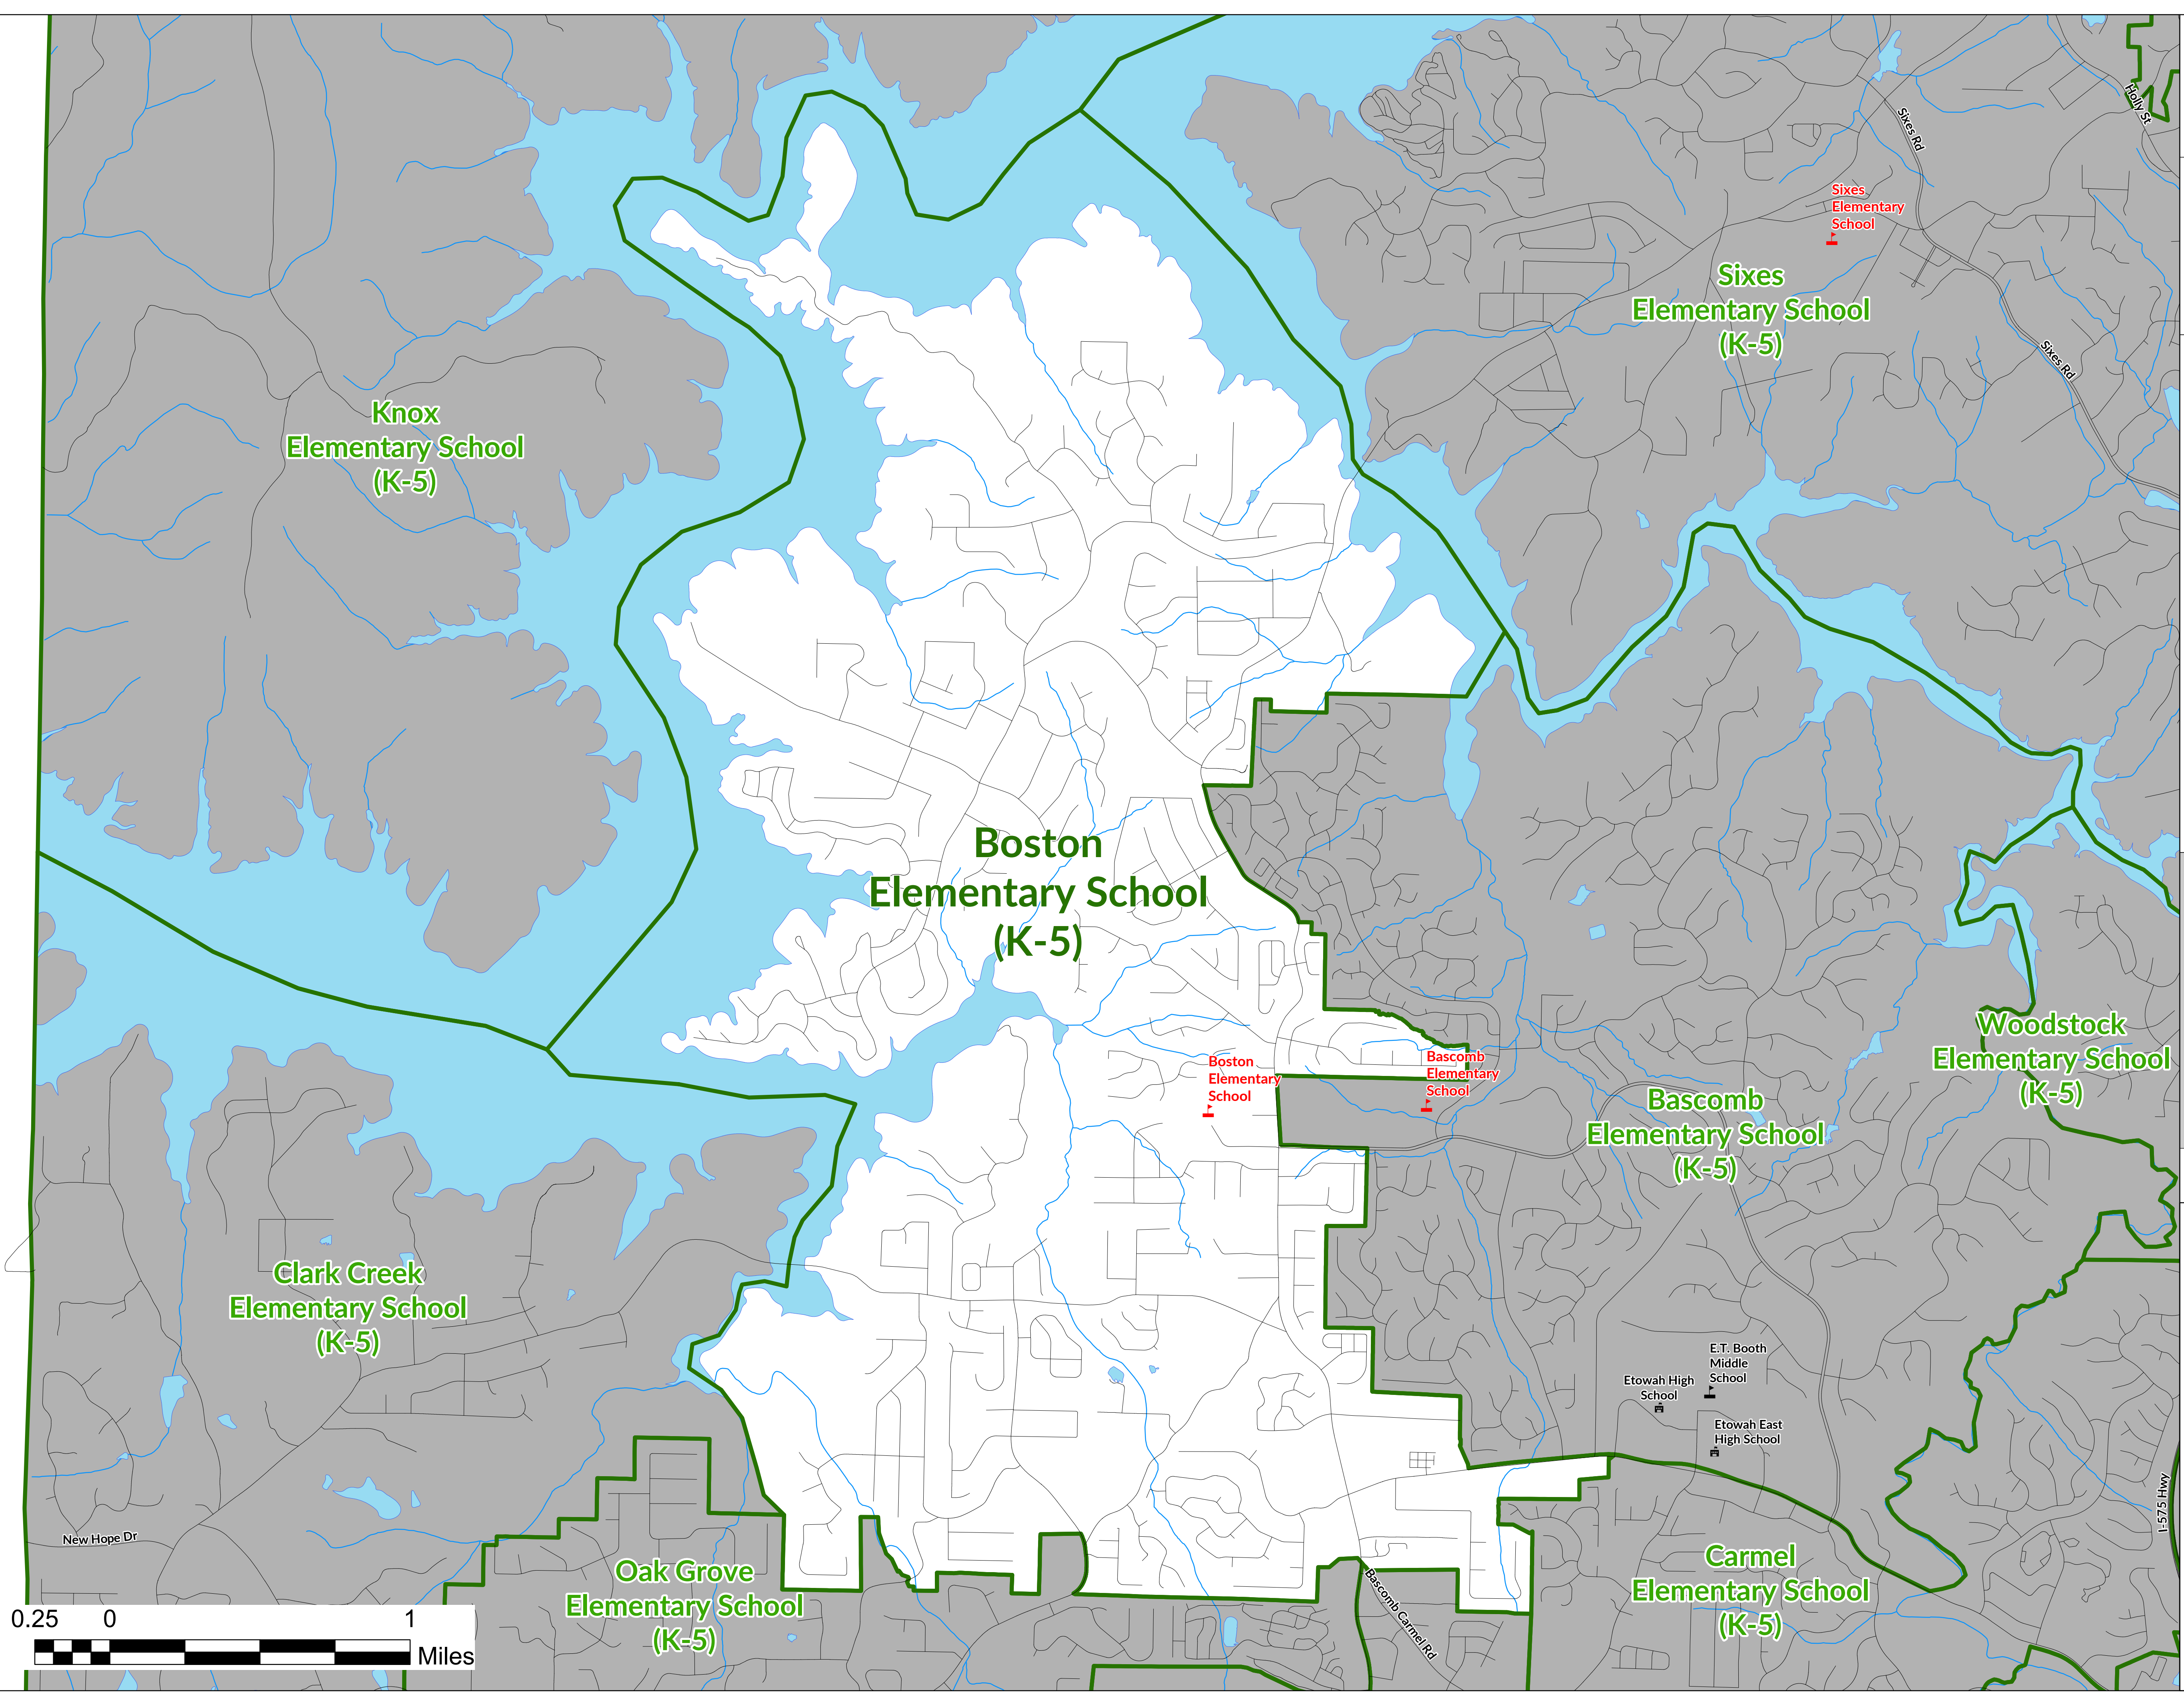 Holly St
Sixes Rd
Sixes
Elementary
School
Sixes
Elementary School
(K-5)
Sixes Rd
Knox
Elementary School
(K-5)
Boston
Elementary School
(K-5)
Boston
Elementary
School
Bascomb
Elementary
School
Woodstock
Elementary School
(K-5)
Bascomb
Elementary School
(K-5)
Clark Creek
Elementary School
(K-5)
E.T. Booth
Middle
School
Etowah High
School
Etowah East
High School
I-575 Hwy
New Hope Dr
Oak Grove
Elementary School
(K-5)
Bascomb Carmel Rd
Carmel
Elementary School
(K-5)
0.25 0 1
Miles